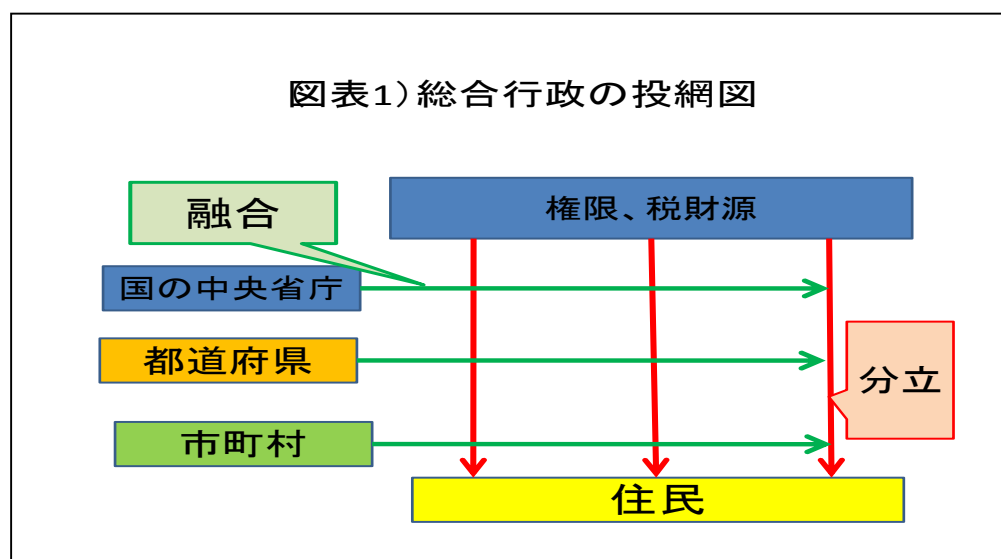 図表1)総合行政の投網図
融合
権限、税財源
国の中央省庁
都道府県
分立
市町村
住民